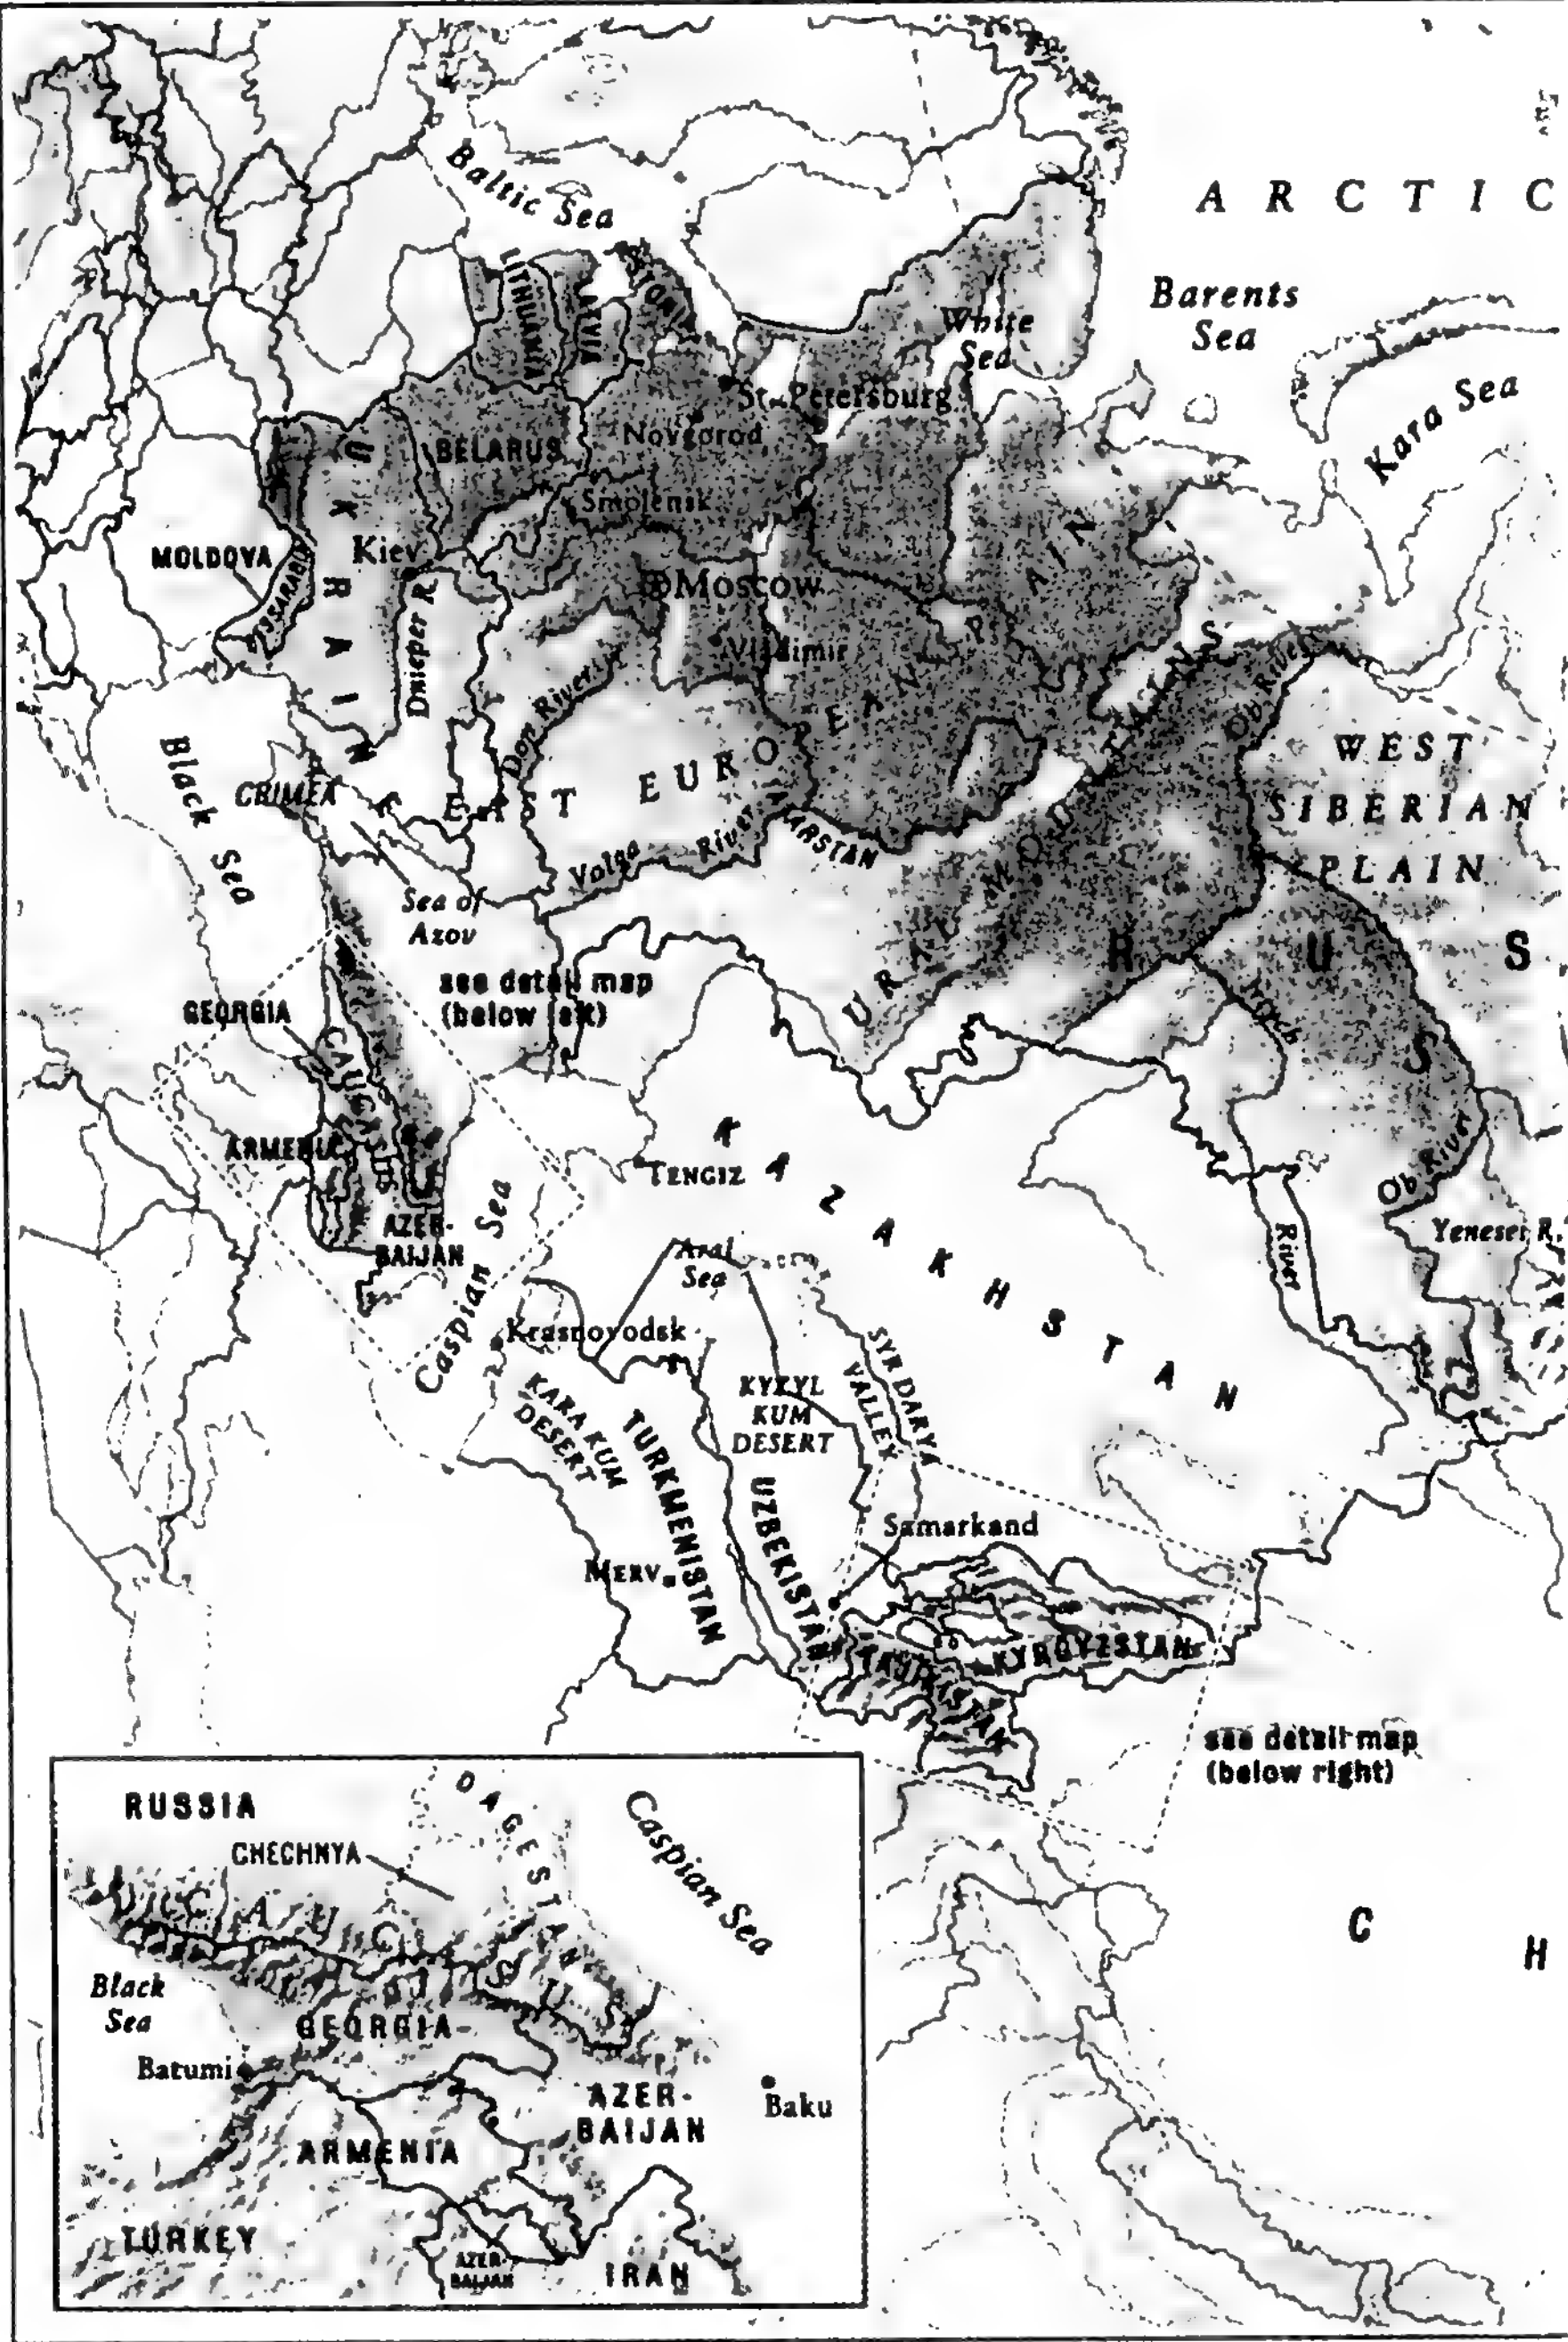 ARCTIC
Baltic Sea
Barents
Sea
White
Sea
Kara Sea
LITHUANIA
LATVIA
St. Petersburg
Novgorod
BELARUS
Smolensk
UKRAIN
Kiev
MOLDOVA
Moscow
Vladimir
Dnieper R.
Don River
EAST EUROPEAN PLAIN
URAL MOUNTAINS
Ob River
WEST
SIBERIAN
PLAIN
Black Sea
CRIMEA
Volga River
TATARSTAN
Sea of
Azov
see detail map
(below left)
RUSS
GEORGIA
CAUCASUS
ARMENIA
AZER-
BAIJAN
Caspian Sea
TENGIZ
KAZAKHSTAN
Irtysh
River
Ob River
Yenesei R.
Aral
Sea
Krasnovodsk
KARA KUM
DESERT
KYZYL
KUM
DESERT
SYR DARYA
VALLEY
TURKMENISTAN
UZBEKISTAN
Samarkand
MERV
TAJIKISTAN
KYRGYZSTAN
see detail map
(below right)
C H
RUSSIA
CHECHNYA
DAGESTAN
Caspian Sea
CAUCASUS
Black
Sea
GEORGIA
Batumi
AZER-
BAIJAN
Baku
ARMENIA
TURKEY
AZER-
BAIJAN
IRAN